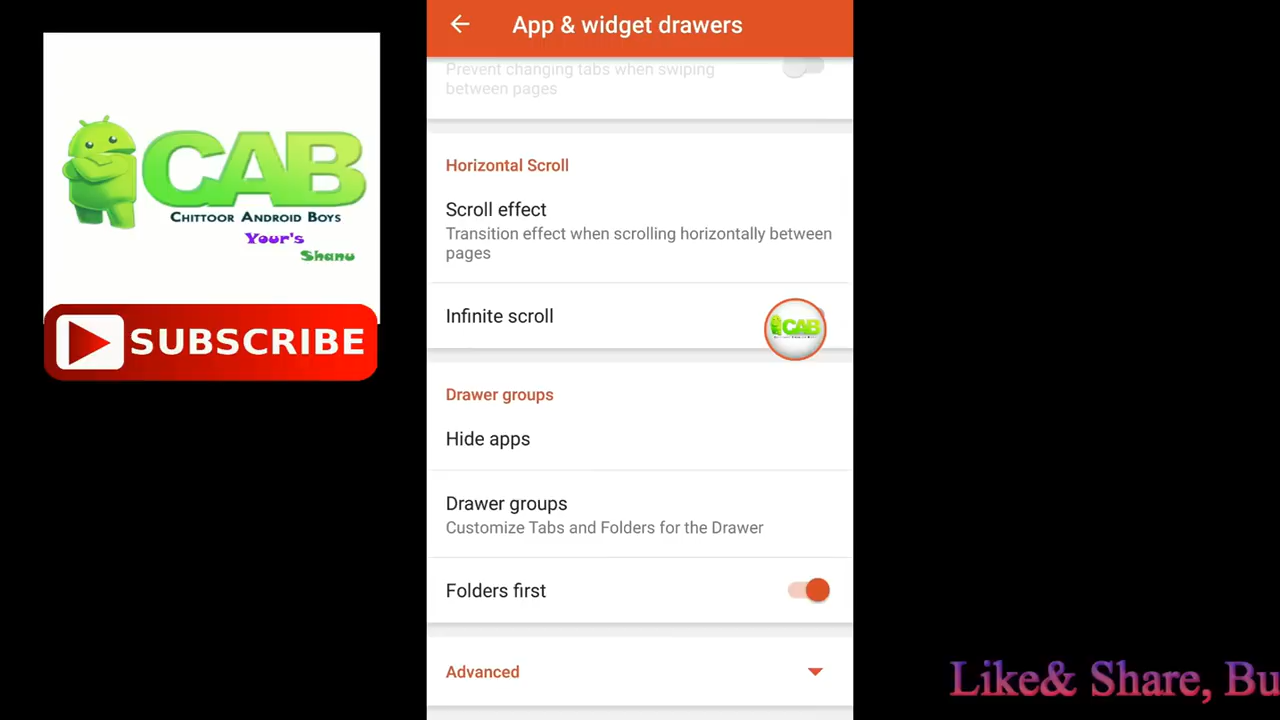 CAB
CHITTOOR ANDROID BOYS
Your's
Shanu
SUBSCRIBE
App & widget drawers
Prevent changing tabs when swiping
between pages
Horizontal Scroll
Scroll effect
Transition effect when scrolling horizontally between
pages
Infinite scroll
CAB
Drawer groups
Hide apps
Drawer groups
Customize Tabs and Folders for the Drawer
Folders first
Advanced
Like& Share, Bu